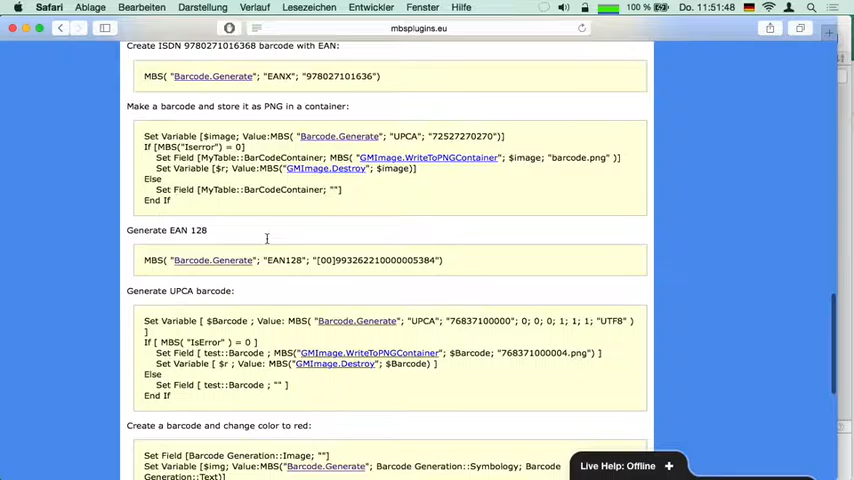 Safari Ablage Bearbeiten Darstellung Verlauf Lesezeichen Entwickler Fenster Hilfe 100 % Do. 11:51:48
mbsplugins.eu
Create ISDN 9780271016368 barcode with EAN:
MBS( "Barcode.Generate"; "EANX"; "978027101636")
Make a barcode and store it as PNG in a container:
Set Variable [$image; Value:MBS( "Barcode.Generate"; "UPCA"; "72527270270")]
If [MBS("Iserror") = 0]
Set Field [MyTable::BarCodeContainer; MBS( "GMImage.WriteToPNGContainer"; $image; "barcode.png" )]
Set Variable [$r; Value:MBS("GMImage.Destroy"; $image)]
Else
Set Field [MyTable::BarCodeContainer; ""]
End If
Generate EAN 128
MBS( "Barcode.Generate"; "EAN128"; "[00]993262210000005384")
Generate UPCA barcode:
Set Variable [ $Barcode ; Value: MBS( "Barcode.Generate"; "UPCA"; "76837100000"; 0; 0; 0; 1; 1; 1; "UTF8" )
]
If [ MBS( "IsError" ) = 0 ]
Set Field [ test::Barcode ; MBS("GMImage.WriteToPNGContainer"; $Barcode; "768371000004.png") ]
Set Variable [ $r ; Value: MBS("GMImage.Destroy"; $Barcode) ]
Else
Set Field [ test::Barcode ; "" ]
End If
Create a barcode and change color to red:
Set Field [Barcode Generation::Image; ""]
Set Variable [$img; Value:MBS("Barcode.Generate"; Barcode Generation::Symbology; Barcode
Generation::Text)]
Live Help: Offline +